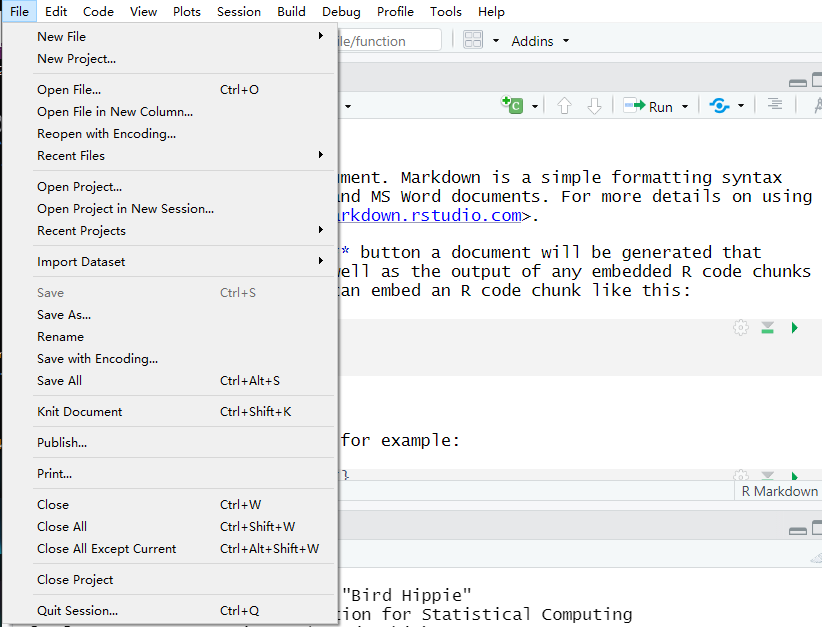 File Edit Code View Plots Session Build Debug Profile Tools Help
New File
New Project...
Open File... Ctrl+O
Open File in New Column...
Reopen with Encoding...
Recent Files
Open Project...
Open Project in New Session...
Recent Projects
Import Dataset
Save Ctrl+S
Save As...
Rename
Save with Encoding...
Save All Ctrl+Alt+S
Knit Document Ctrl+Shift+K
Publish...
Print...
Close Ctrl+W
Close All Ctrl+Shift+W
Close All Except Current Ctrl+Alt+Shift+W
Close Project
Quit Session... Ctrl+Q
ile/function Addins
Run
ment. Markdown is a simple formatting syntax
and MS Word documents. For more details on using
arkdown.rstudio.com>.
** button a document will be generated that
well as the output of any embedded R code chunks
can embed an R code chunk like this:
for example:
}
R Markdown
"Bird Hippie"
tion for Statistical Computing